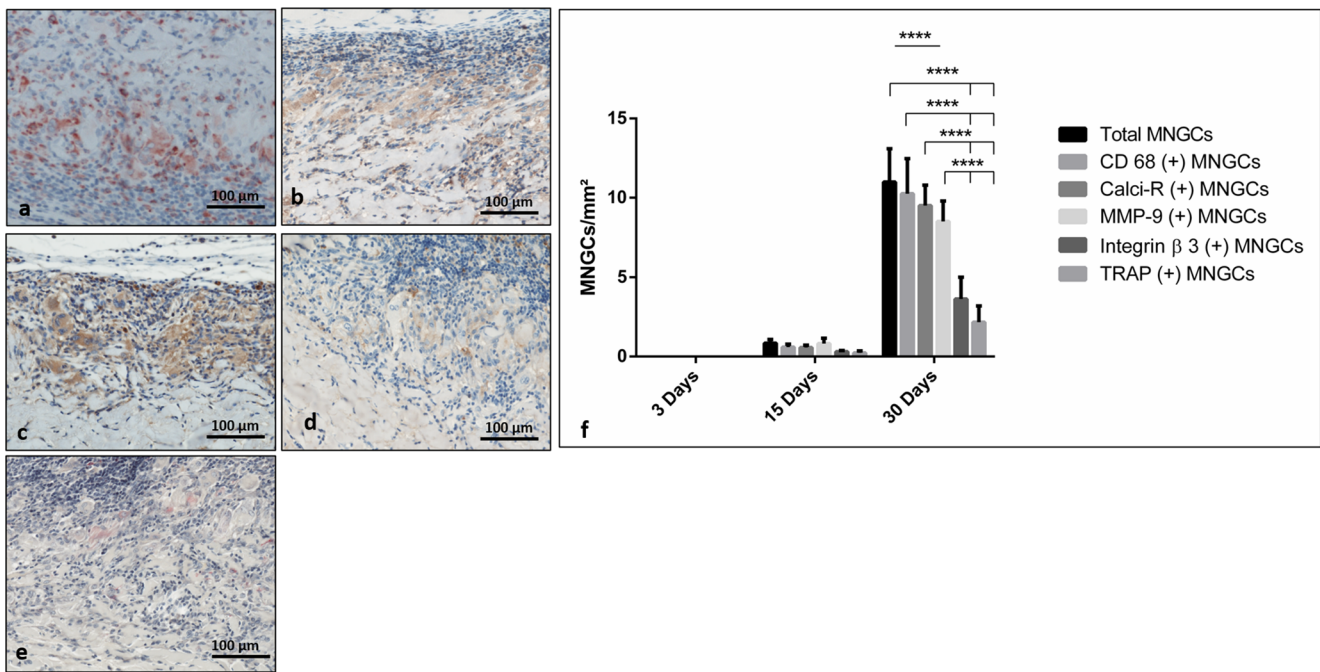 a
100 µm
b
100 µm
c
100 µm
d
100 µm
e
100 µm
f
****
****
****
****
****
MNGCs/mm²
15
10
5
0
3 Days
15 Days
30 Days
Total MNGCs
CD 68 (+) MNGCs
Calci-R (+) MNGCs
MMP-9 (+) MNGCs
Integrin β 3 (+) MNGCs
TRAP (+) MNGCs